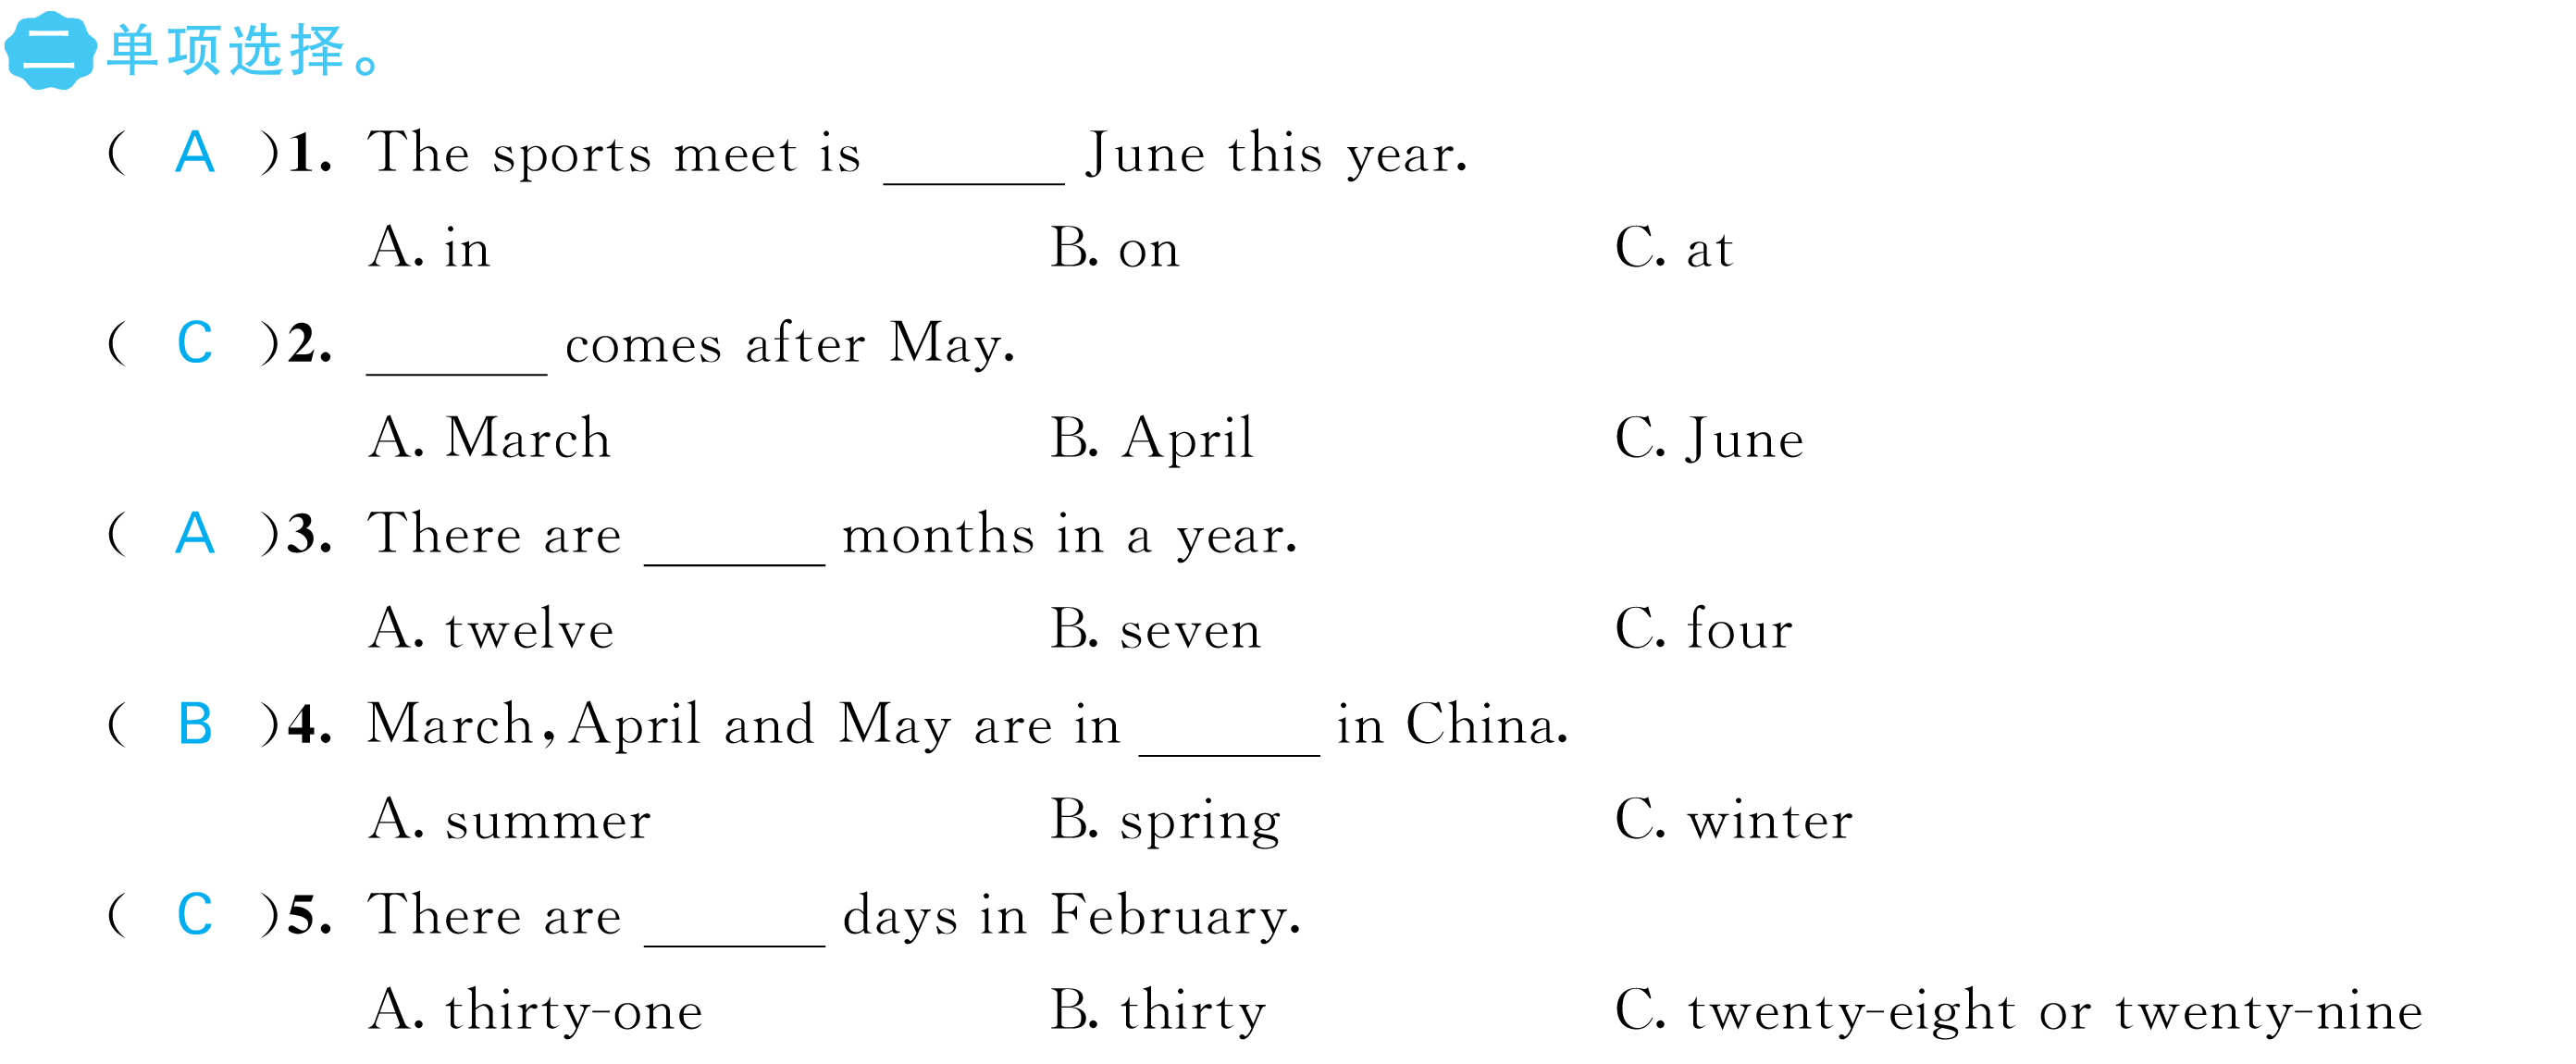 二 单项选择。
( A )1. The sports meet is ______ June this year.
A. in B. on C. at
( C )2. ______ comes after May.
A. March B. April C. June
( A )3. There are ______ months in a year.
A. twelve B. seven C. four
( B )4. March, April and May are in ______ in China.
A. summer B. spring C. winter
( C )5. There are ______ days in February.
A. thirty-one B. thirty C. twenty-eight or twenty-nine